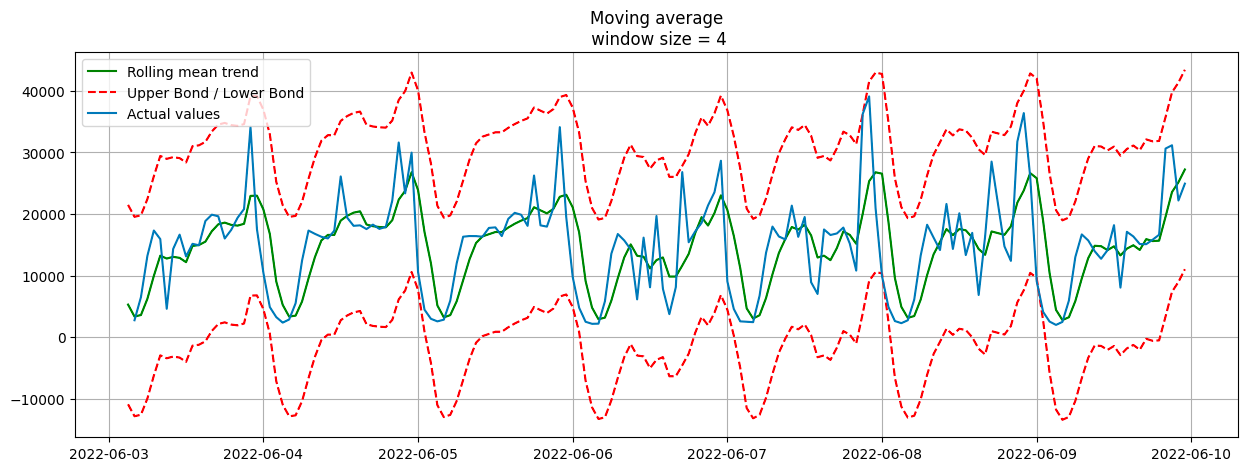 Moving average
window size = 4
Rolling mean trend
Upper Bond / Lower Bond
Actual values
40000
30000
20000
10000
0
−10000
2022-06-03 2022-06-04 2022-06-05 2022-06-06 2022-06-07 2022-06-08 2022-06-09 2022-06-10